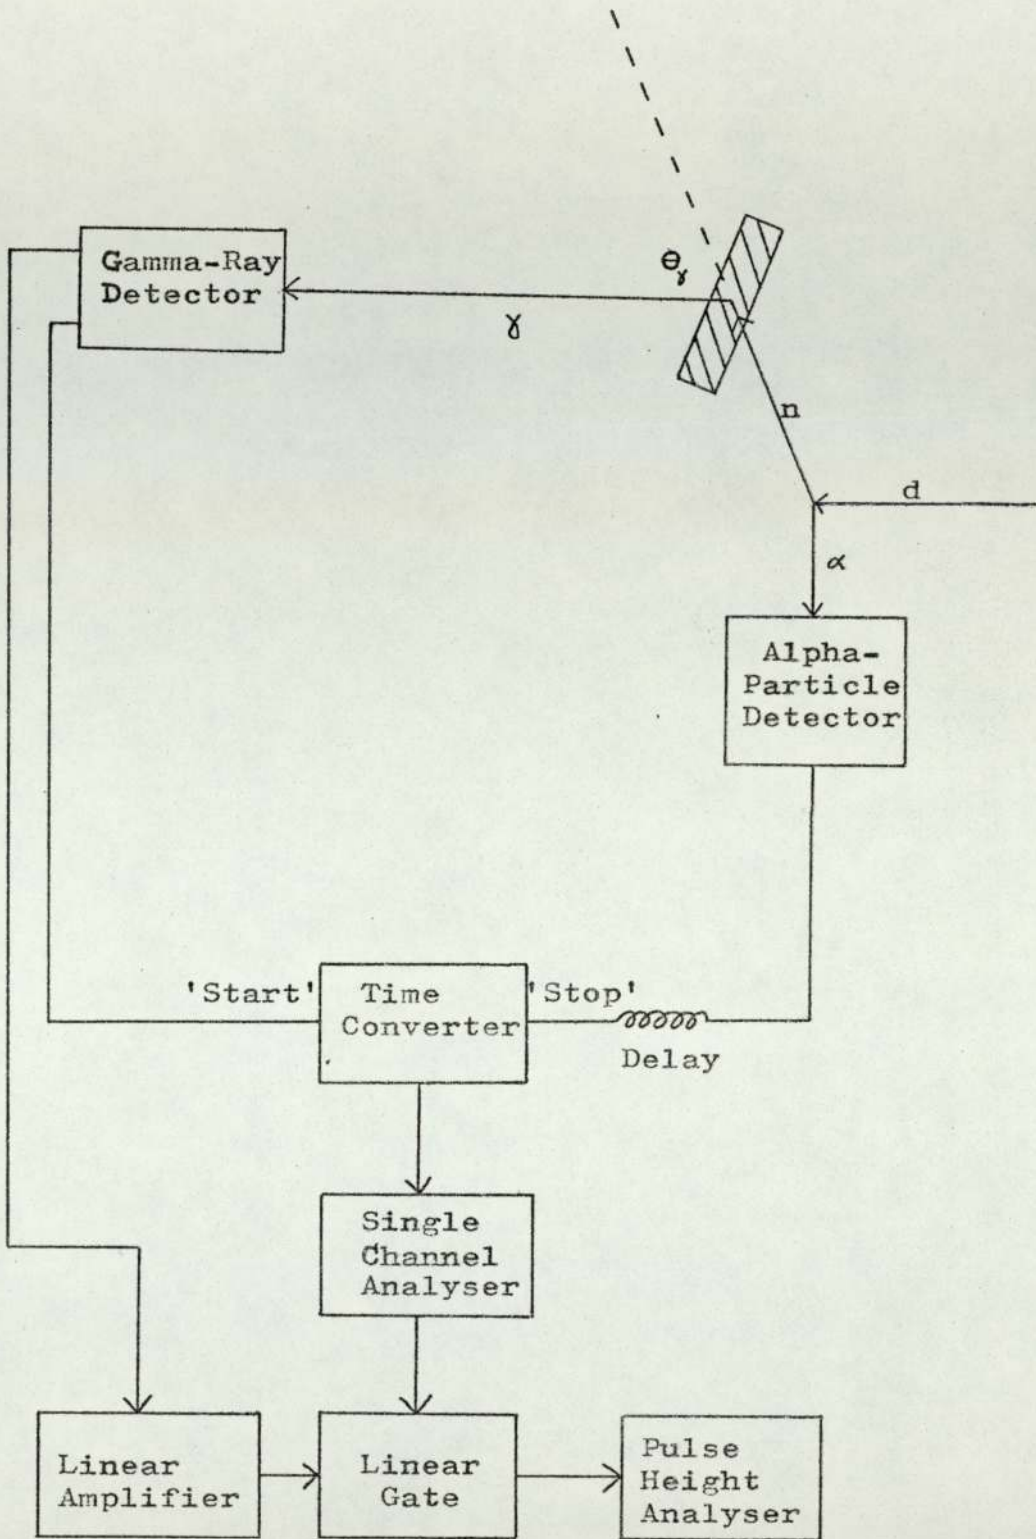 Gamma-Ray
Detector
θγ
γ
n
d
α
Alpha-
Particle
Detector
'Start'
Time
Converter
'Stop'
Delay
Single
Channel
Analyser
Linear
Amplifier
Linear
Gate
Pulse
Height
Analyser